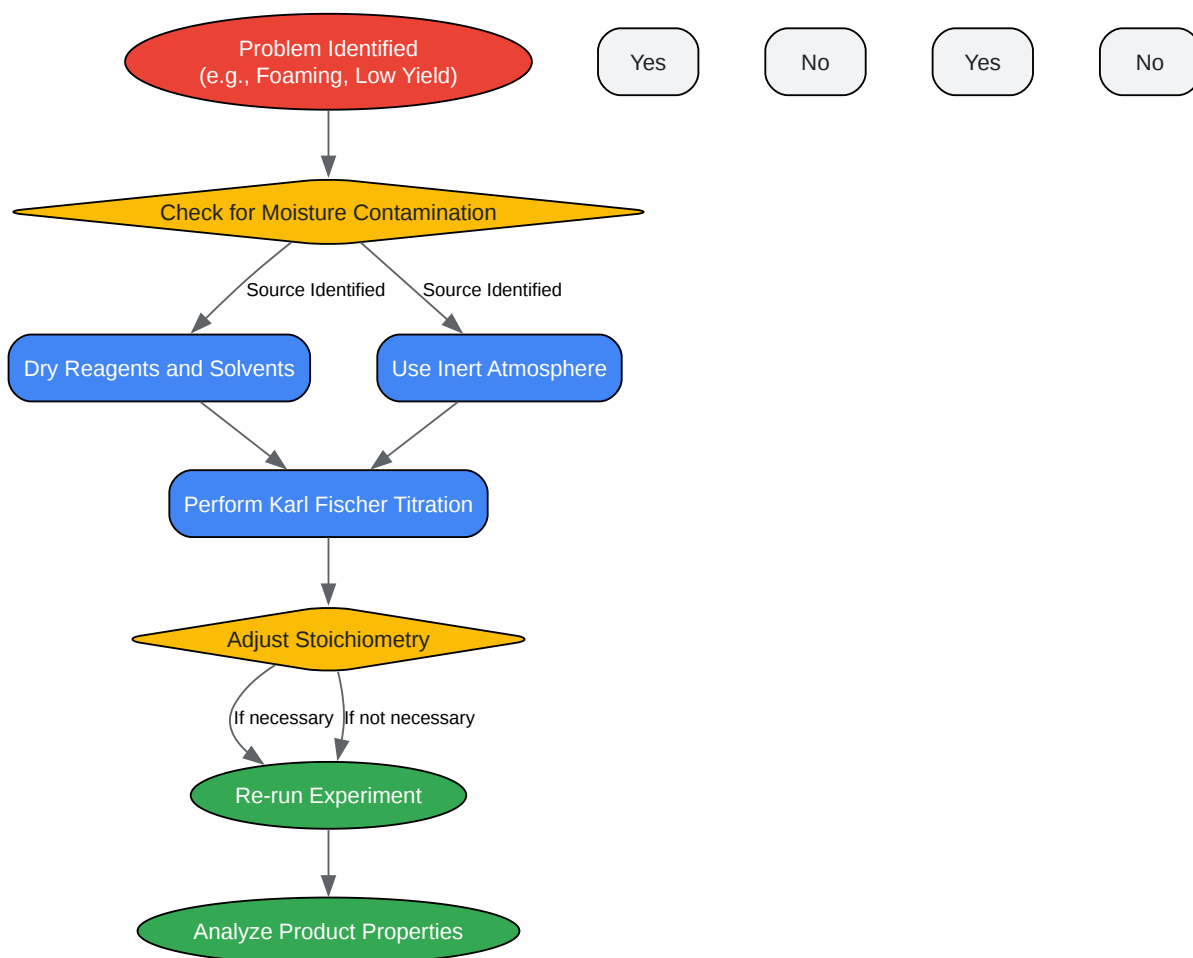 Problem Identified
(e.g., Foaming, Low Yield)
Yes
No
Yes
No
Check for Moisture Contamination
Source Identified
Source Identified
Dry Reagents and Solvents
Use Inert Atmosphere
Perform Karl Fischer Titration
Adjust Stoichiometry
If necessary
If not necessary
Re-run Experiment
Analyze Product Properties